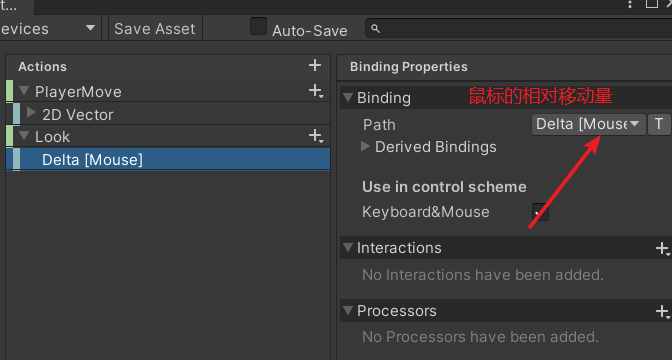 t...
evices
Save Asset
Auto-Save
Actions
PlayerMove
2D Vector
Look
Delta [Mouse]
Binding Properties
Binding
鼠标的相对移动量
Path
Delta [Mouse
T
Derived Bindings
Use in control scheme
Keyboard&Mouse
Interactions
No Interactions have been added.
Processors
No Processors have been added.